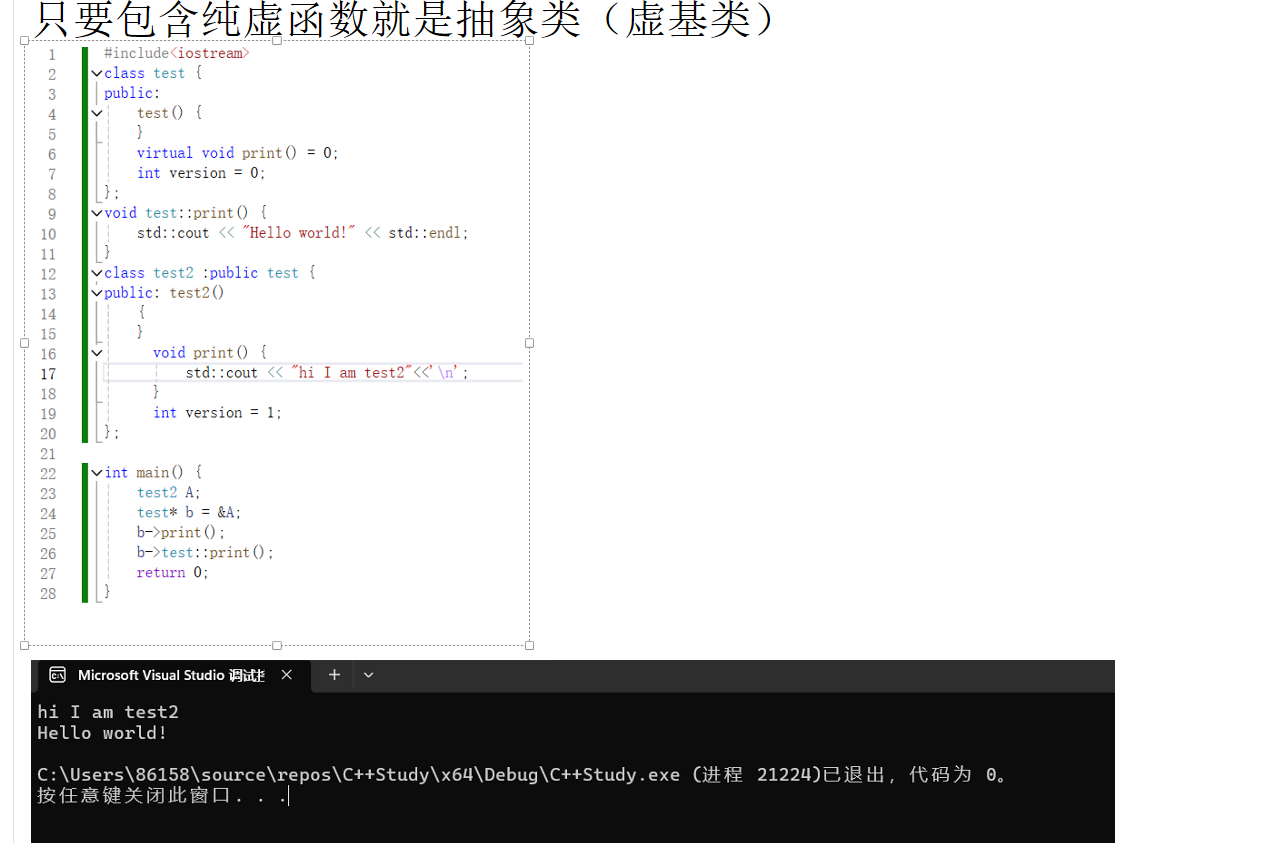 只要包含纯虚函数就是抽象类（虚基类）
1 #include<iostream>
2 class test {
3 public:
4 test() {
5 }
6 virtual void print() = 0;
7 int version = 0;
8 };
9 void test::print() {
10 std::cout << "Hello world!" << std::endl;
11 }
12 class test2 :public test {
13 public: test2()
14 {
15 }
16 void print() {
17 std::cout << "hi I am test2"<<'\n';
18 }
19 int version = 1;
20 };
21
22 int main() {
23 test2 A;
24 test* b = &A;
25 b->print();
26 b->test::print();
27 return 0;
28 }
Microsoft Visual Studio 调试
hi I am test2
Hello world!
C:\Users\86158\source\repos\C++Study\x64\Debug\C++Study.exe (进程 21224)已退出，代码为 0。
按任意键关闭此窗口. . .